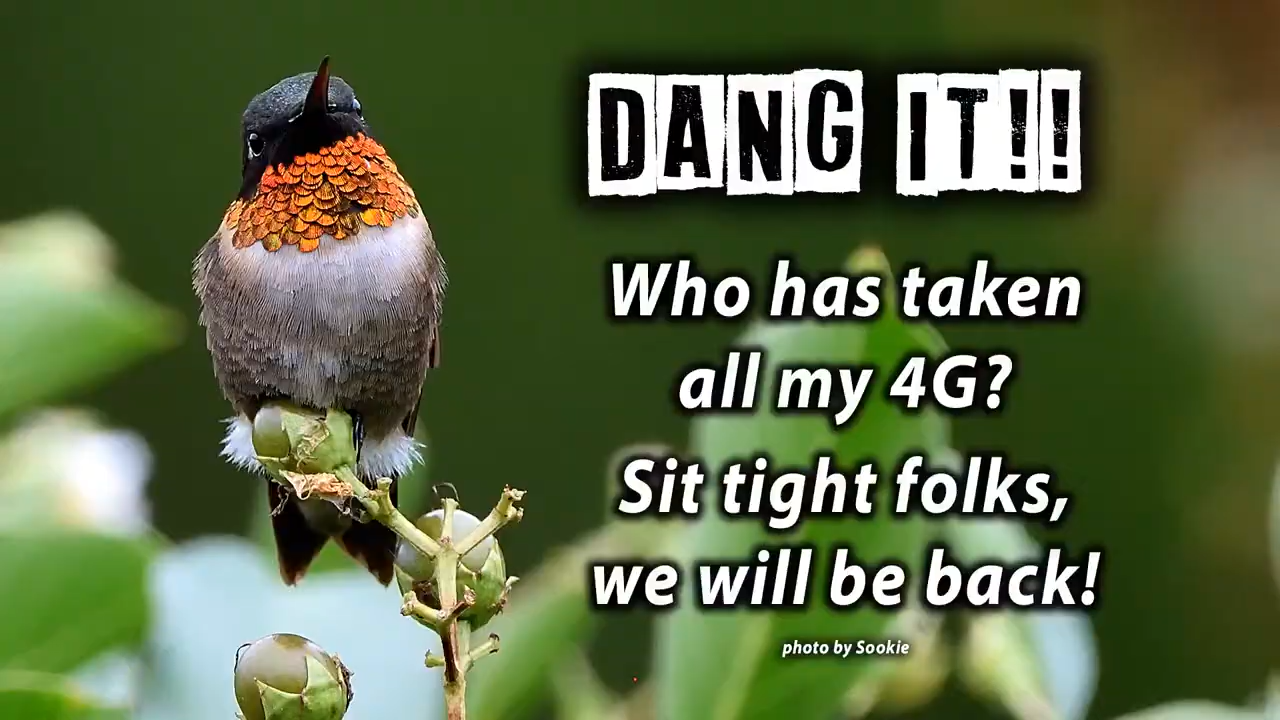 DANG IT!!
Who has taken
all my 4G?
Sit tight folks,
we will be back!
photo by Sookie